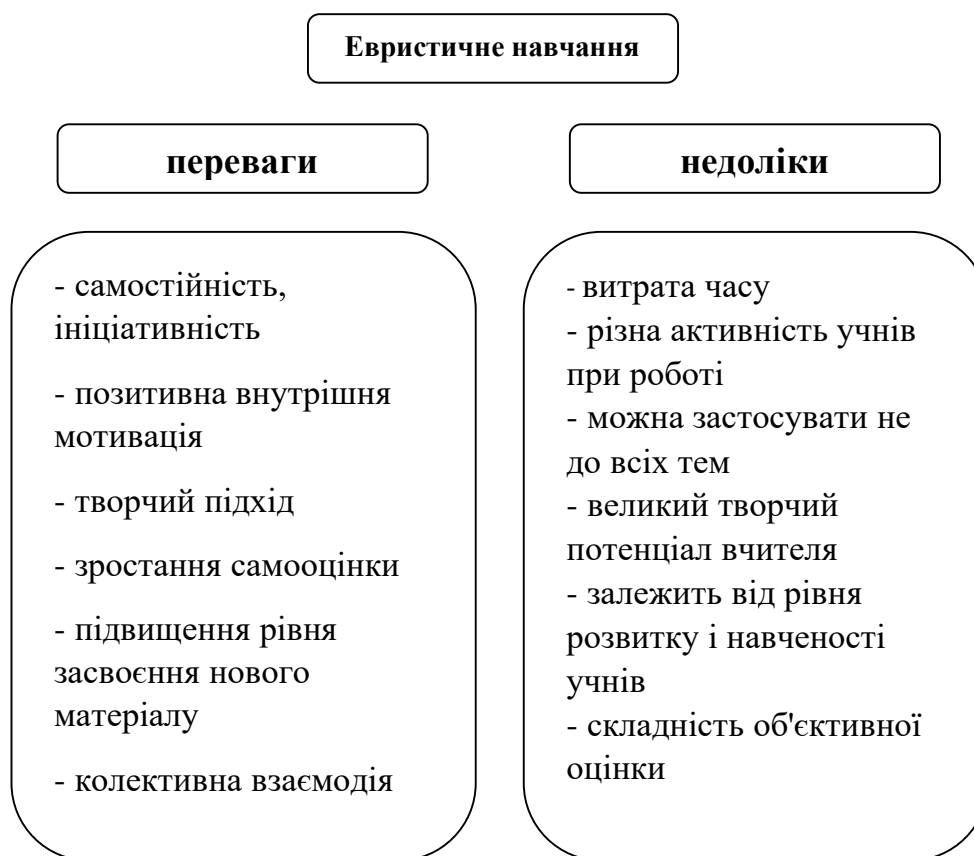 Евристичне навчання
переваги
- самостійність,
ініціативність
- позитивна внутрішня
мотивація
- творчий підхід
- зростання самооцінки
- підвищення рівня
засвоєння нового
матеріалу
- колективна взаємодія
недоліки
- витрата часу
- різна активність учнів
при роботі
- можна застосувати не
до всіх тем
- великий творчий
потенціал вчителя
- залежить від рівня
розвитку і навченості
учнів
- складність об'єктивної
оцінки